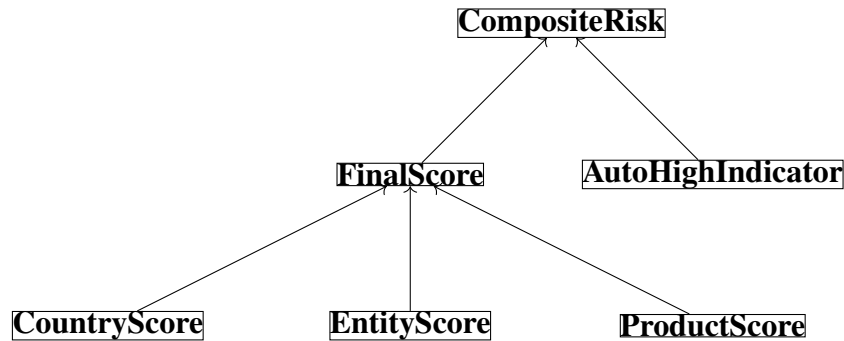 CompositeRisk
FinalScore
AutoHighIndicator
CountryScore
EntityScore
ProductScore